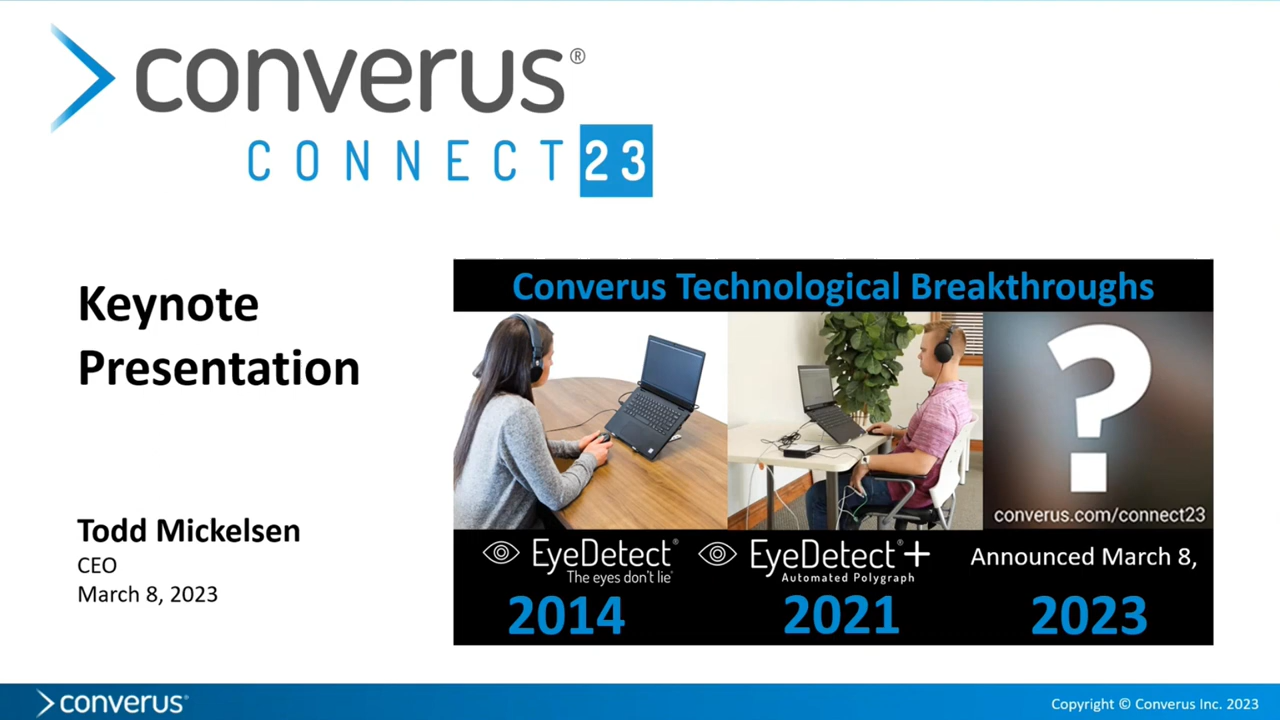 converus®
CONNECT23
Keynote
Presentation
Todd Mickelsen
CEO
March 8, 2023
Converus Technological Breakthroughs
?
converus.com/connect23
EyeDetect®
The eyes don't lie®
2014
EyeDetect®+
Automated Polygraph
2021
Announced March 8,
2023
converus®
Copyright © Converus Inc. 2023